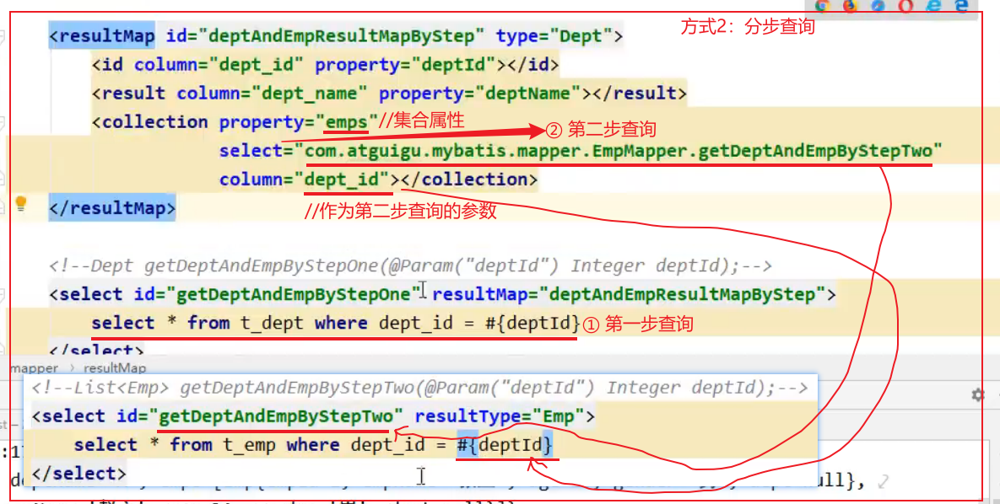 方式2：分步查询
<resultMap id="deptAndEmpResultMapByStep" type="Dept">
<id column="dept_id" property="deptId"></id>
<result column="dept_name" property="deptName"></result>
<collection property="emps" //集合属性
② 第二步查询
select="com.atguigu.mybatis.mapper.EmpMapper.getDeptAndEmpByStepTwo"
column="dept_id"></collection>
</resultMap>
//作为第二步查询的参数
<!--Dept getDeptAndEmpByStepOne(@Param("deptId") Integer deptId);-->
<select id="getDeptAndEmpByStepOne" resultMap="deptAndEmpResultMapByStep">
select * from t_dept where dept_id = #{deptId} ① 第一步查询
</select>
mapper › resultMap
<!--List<Emp> getDeptAndEmpByStepTwo(@Param("deptId") Integer deptId);-->
<select id="getDeptAndEmpByStepTwo" resultType="Emp">
select * from t_emp where dept_id = #{deptId}
</select>